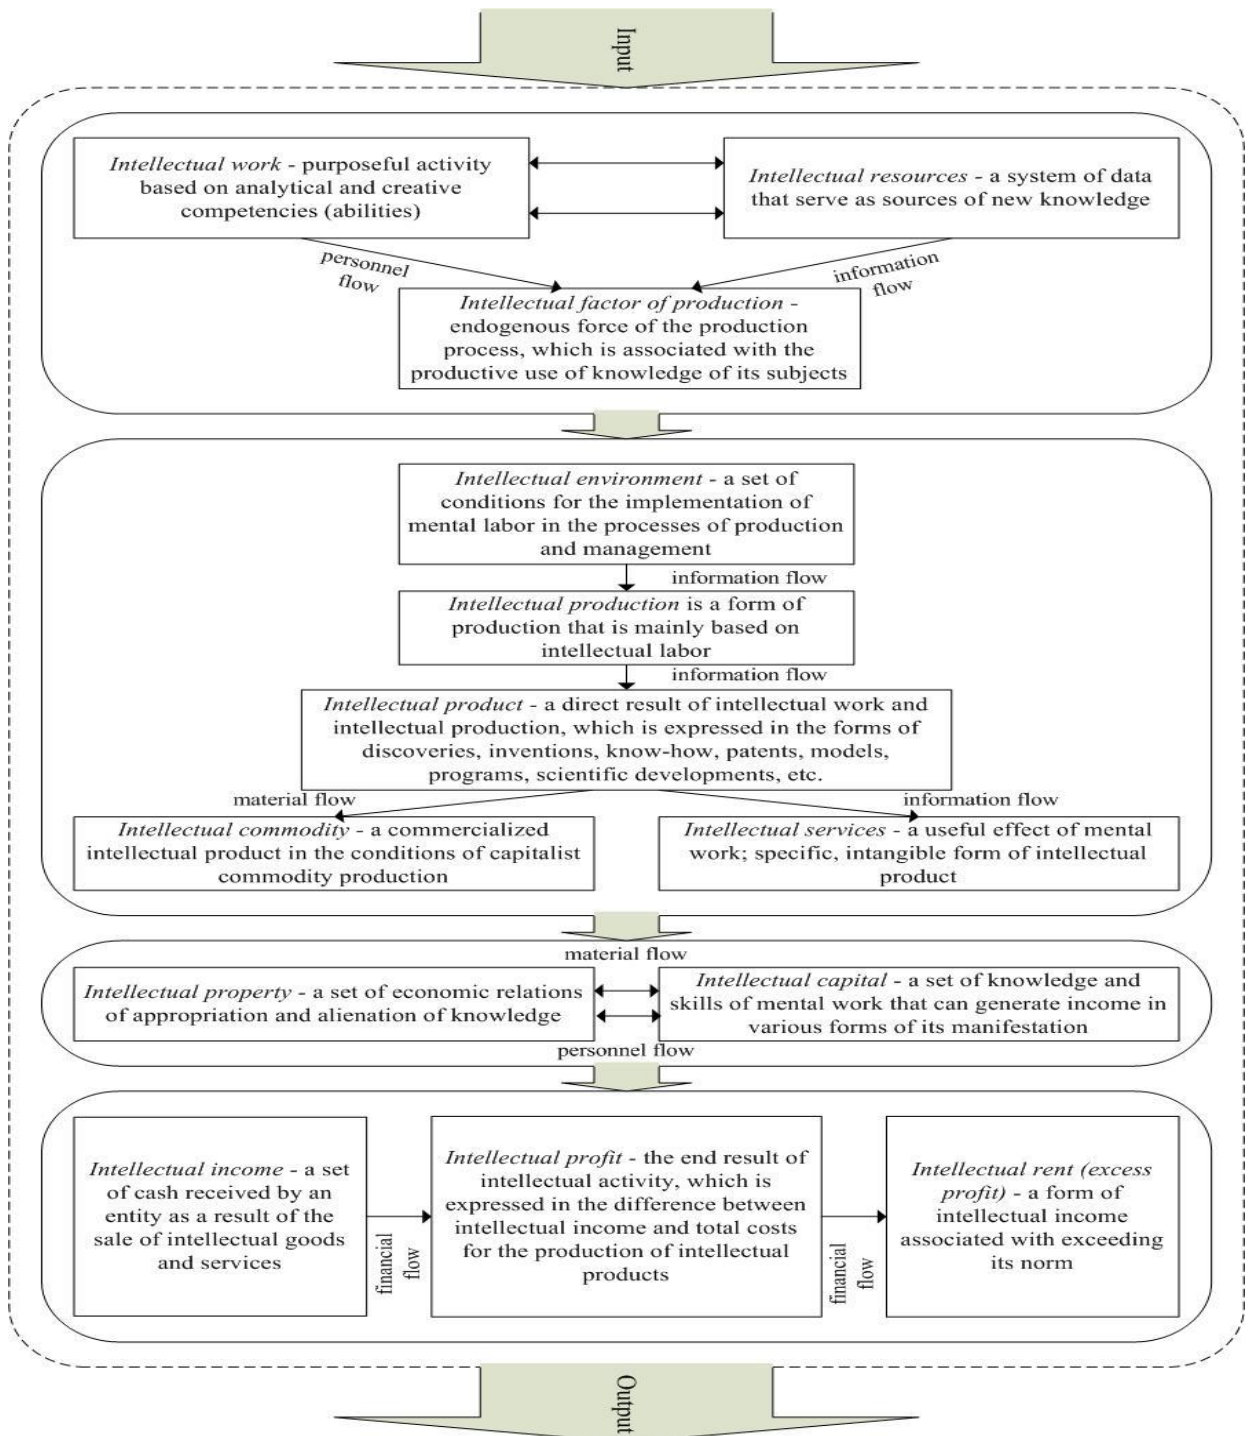 Input
Intellectual work - purposeful activity
based on analytical and creative
competencies (abilities)
Intellectual resources - a system of data
that serve as sources of new knowledge
personnel
flow
information
flow
Intellectual factor of production -
endogenous force of the production
process, which is associated with the
productive use of knowledge of its subjects
Intellectual environment - a set of
conditions for the implementation of
mental labor in the processes of production
and management
information flow
Intellectual production is a form of
production that is mainly based on
intellectual labor
information flow
Intellectual product - a direct result of intellectual work and
intellectual production, which is expressed in the forms of
discoveries, inventions, know-how, patents, models,
programs, scientific developments, etc.
material flow
information flow
Intellectual commodity - a commercialized
intellectual product in the conditions of capitalist
commodity production
Intellectual services - a useful effect of mental
work; specific, intangible form of intellectual
product
material flow
Intellectual property - a set of economic relations
of appropriation and alienation of knowledge
Intellectual capital - a set of knowledge and
skills of mental work that can generate income in
various forms of its manifestation
personnel flow
Intellectual income - a set
of cash received by an
entity as a result of the
sale of intellectual goods
and services
financial
flow
Intellectual profit - the end result of
intellectual activity, which is
expressed in the difference between
intellectual income and total costs
for the production of intellectual
products
financial
flow
Intellectual rent (excess
profit) - a form of
intellectual income
associated with exceeding
its norm
Output